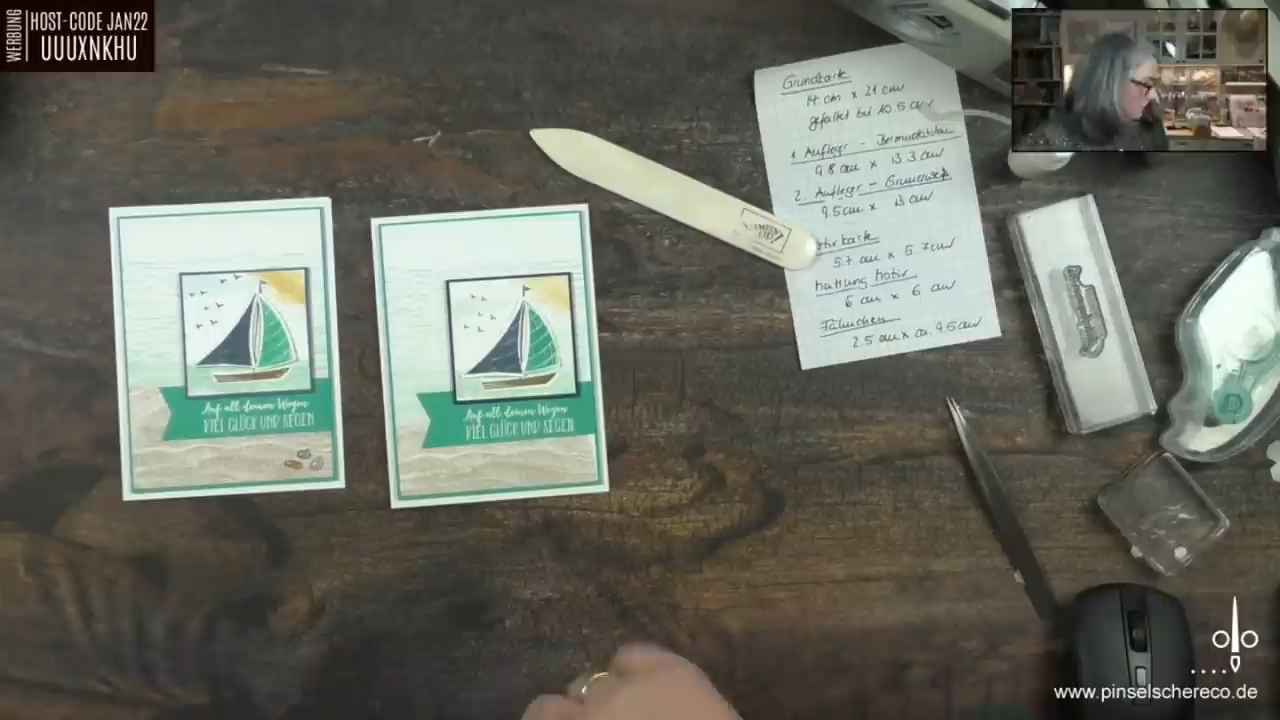 WERBUNG
HOST-CODE JAN22
UUUXNKHU
Grundkarte
14 cm x 21 cm
gefaltet bei 10.5 cm
1. Aufleger - Bermudablau
9.8 cm x 13.3 cm
2. Aufleger - Grundweiß
9.5 cm x 13 cm
5.7 cm x 5.7 cm
6 cm x 6 cm
Fähnchen
2.5 cm x ca. 9.5 cm
Auf all deinen Wegen
VIEL GLÜCK UND SEGEN
Auf all deinen Wegen
VIEL GLÜCK UND SEGEN
www.pinselschereco.de